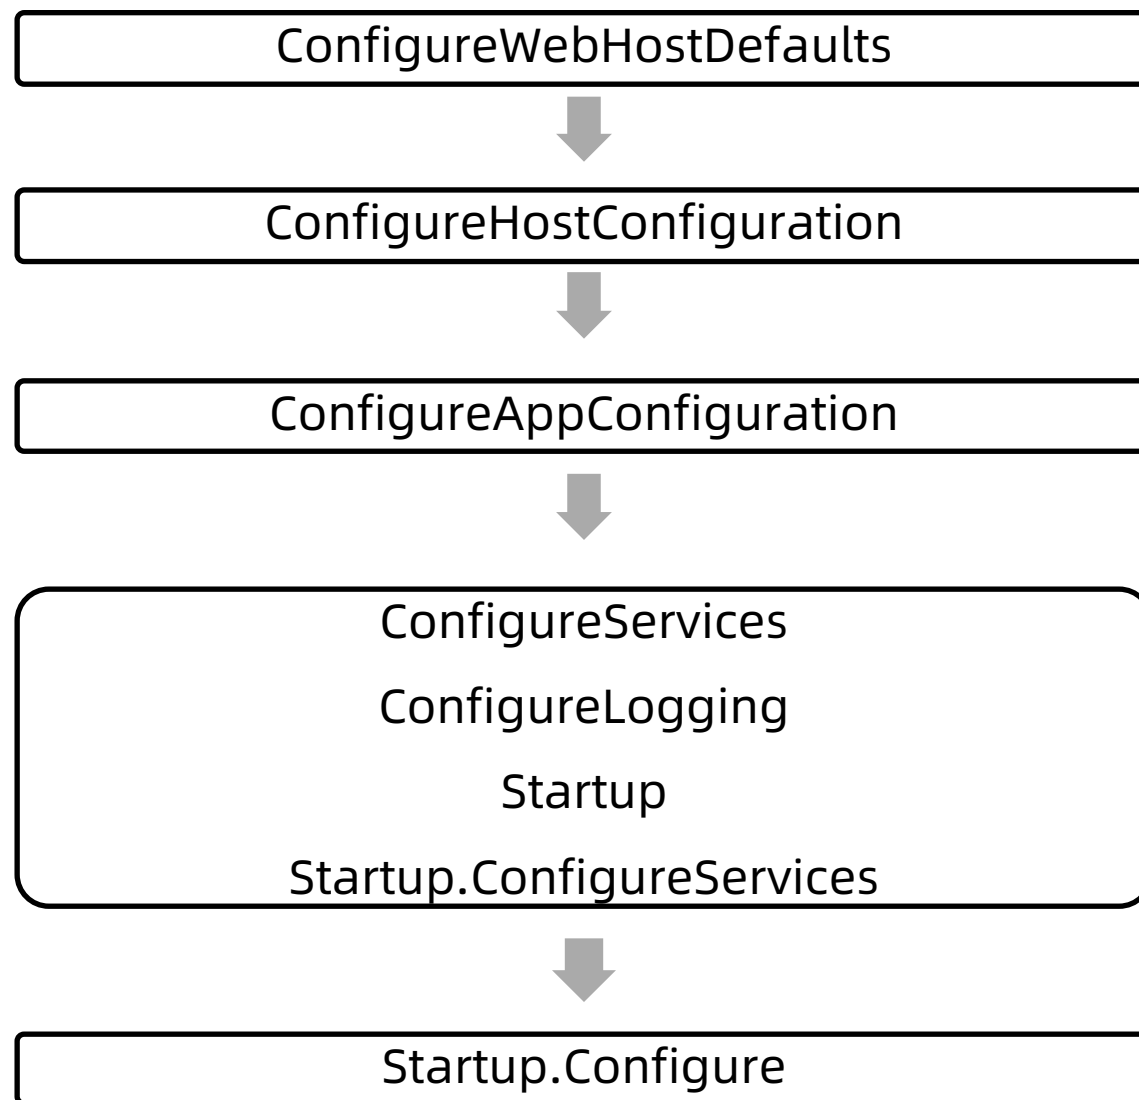 ConfigureWebHostDefaults
ConfigureHostConfiguration
ConfigureAppConfiguration
ConfigureServices
ConfigureLogging
Startup
Startup.ConfigureServices
Startup.Configure